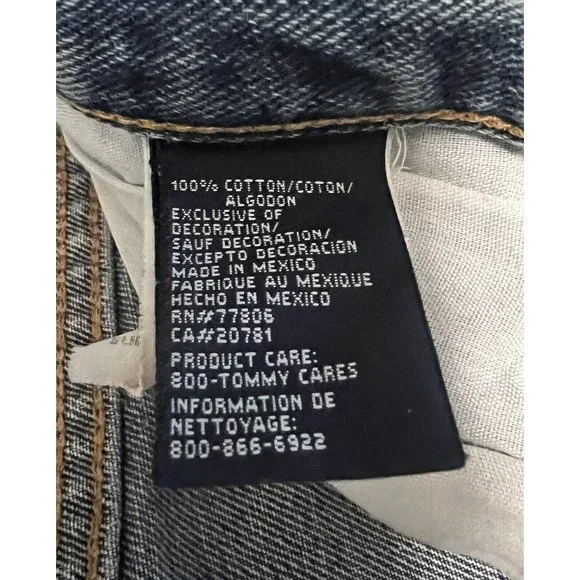 100% COTTON/COTON/
ALGODON
EXCLUSIVE OF
DECORATION/
SAUF DECORATION/
EXCEPTO DECORACION
MADE IN MEXICO
FABRIQUE AU MEXIQUE
HECHO EN MEXICO
RN#77806
CA#20781
PRODUCT CARE:
800-TOMMY CARES
INFORMATION DE
NETTOYAGE:
800-866-6922